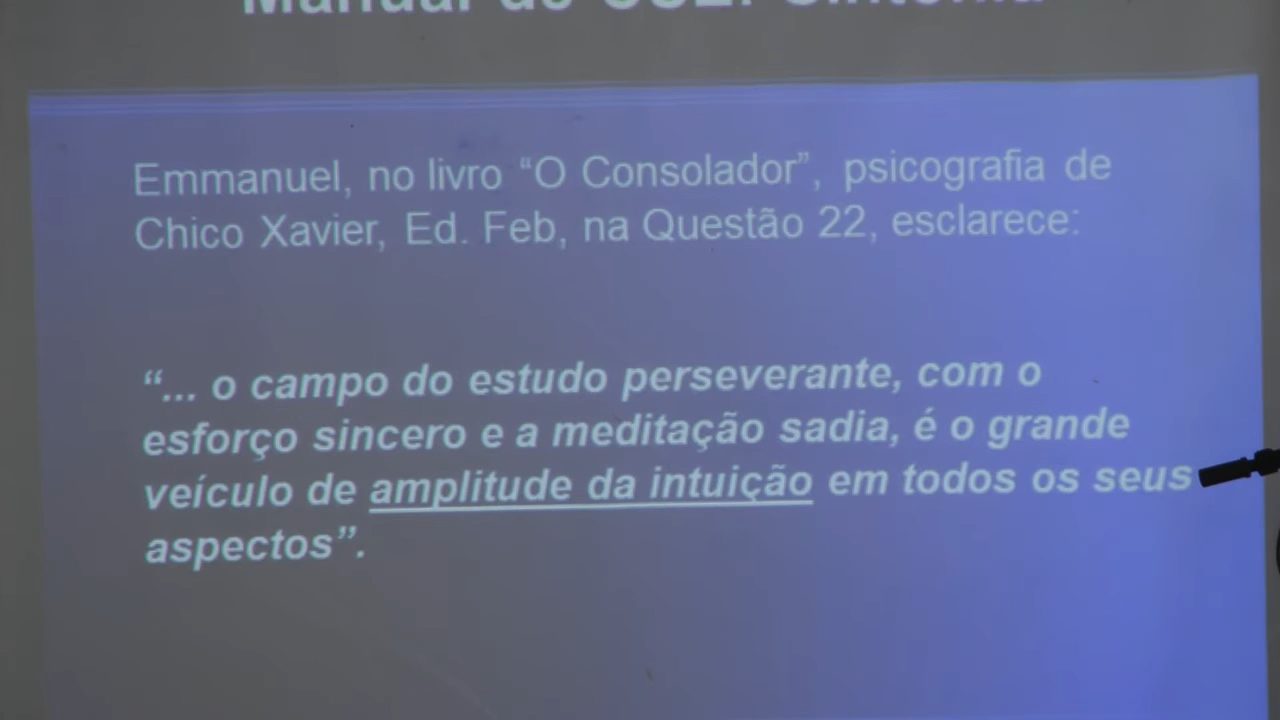 Emmanuel, no livro “O Consolador”, psicografia de
Chico Xavier, Ed. Feb, na Questão 22, esclarece:
“... o campo do estudo perseverante, com o
esforço sincero e a meditação sadia, é o grande
veículo de amplitude da intuição em todos os seus
aspectos”.